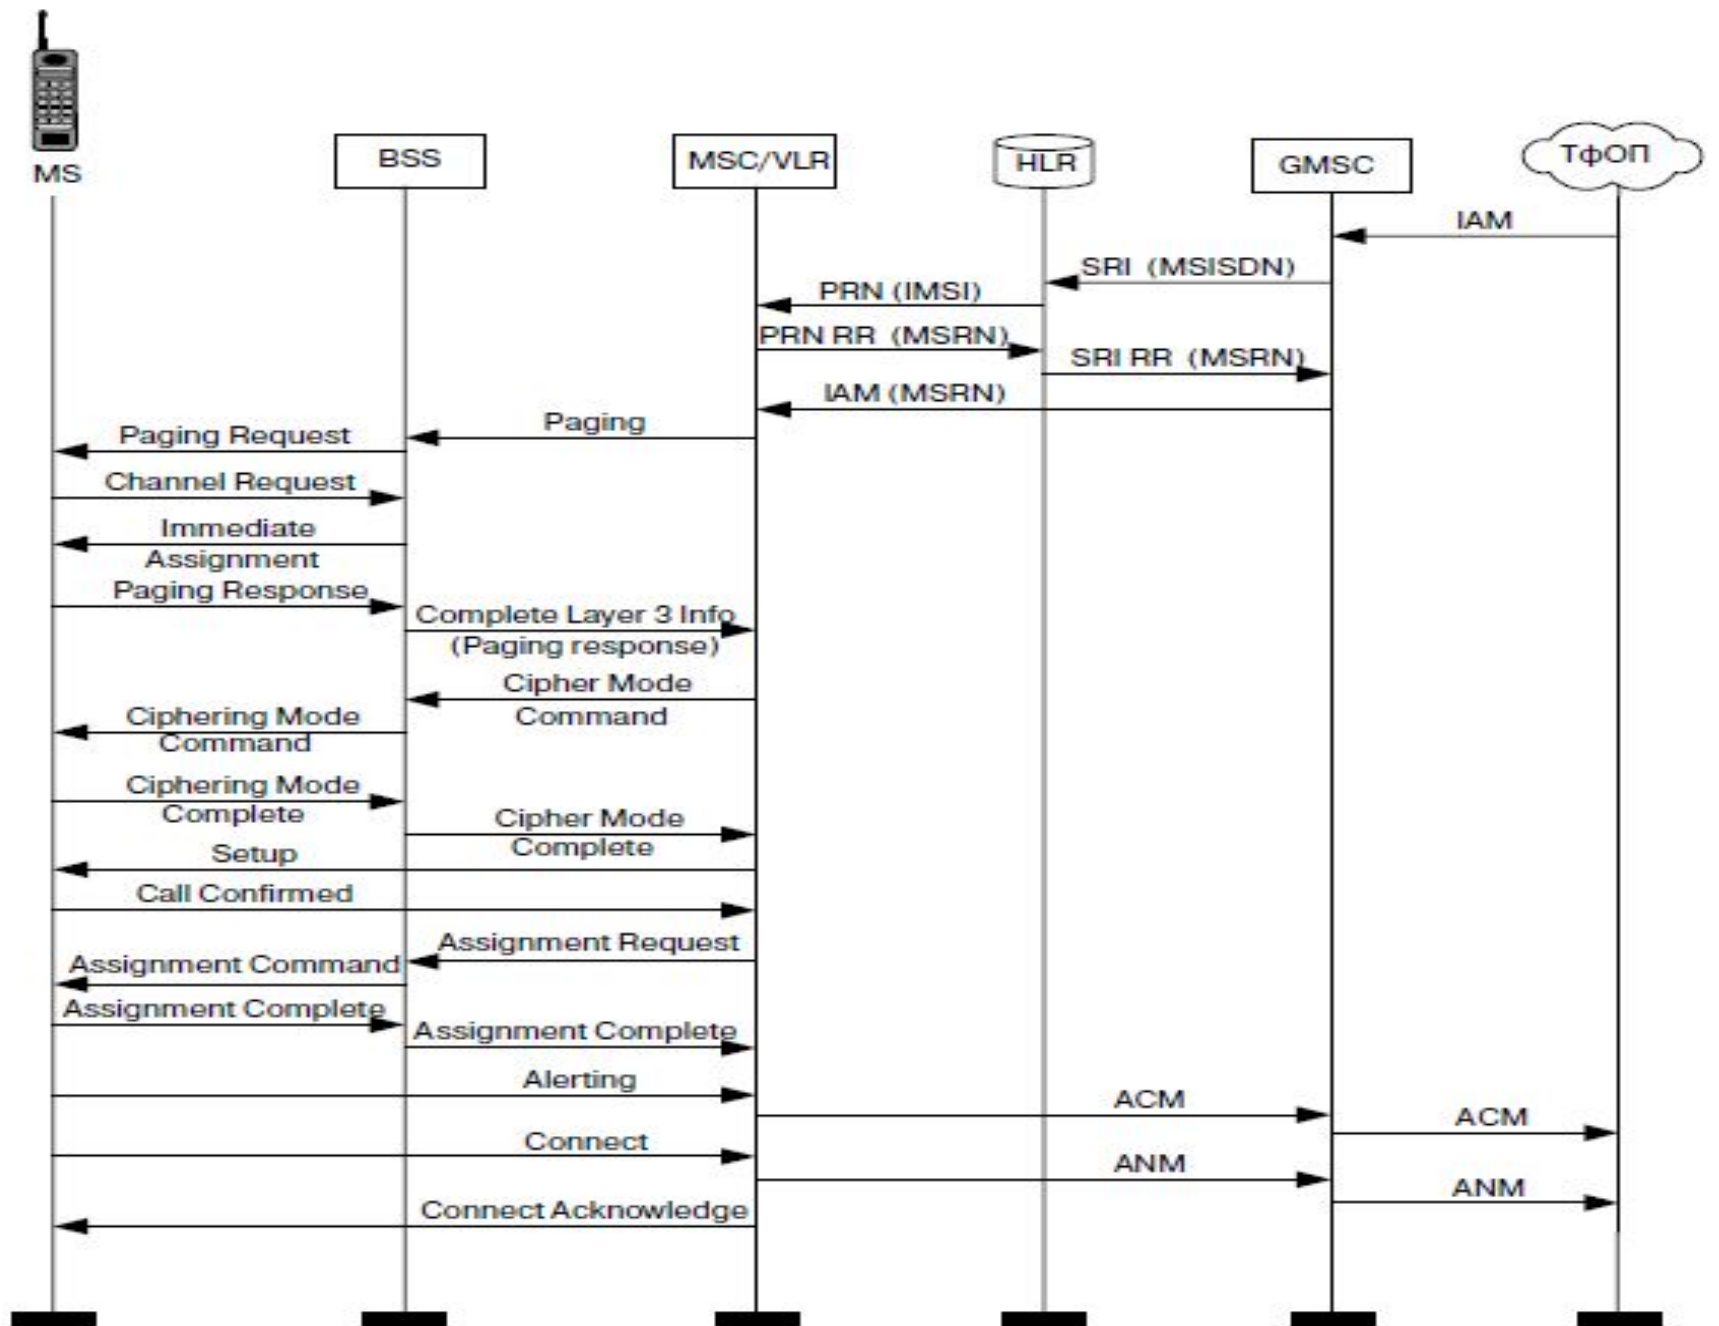 MS
BSS
MSC/VLR
HLR
GMSC
ТфОП
IAM
SRI (MSISDN)
PRN (IMSI)
PRN RR (MSRN)
SRI RR (MSRN)
IAM (MSRN)
Paging
Paging Request
Channel Request
Immediate
Assignment
Paging Response
Complete Layer 3 Info
(Paging response)
Cipher Mode
Command
Ciphering Mode
Command
Ciphering Mode
Complete
Cipher Mode
Complete
Setup
Call Confirmed
Assignment Request
Assignment Command
Assignment Complete
Assignment Complete
Alerting
ACM
ACM
Connect
ANM
ANM
Connect Acknowledge